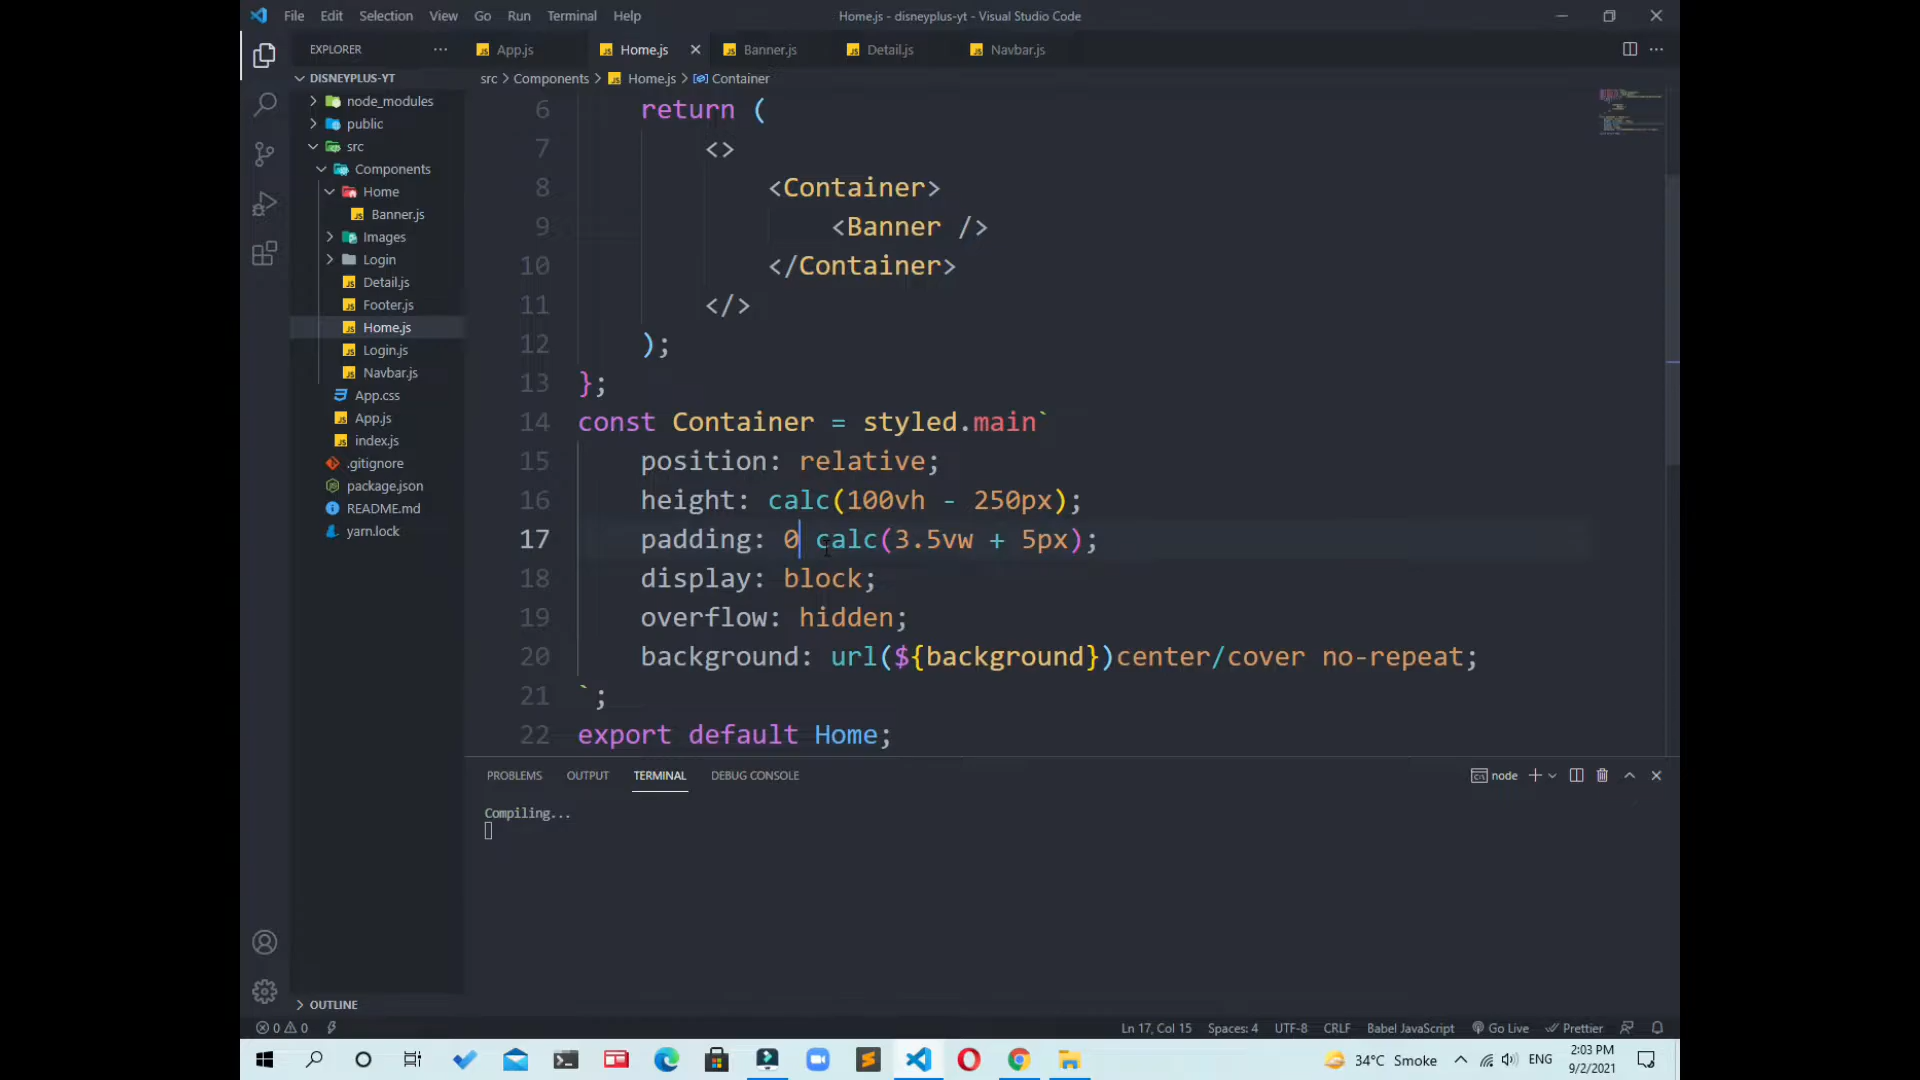 File Edit Selection View Go Run Terminal Help Home.js - disneyplus-yt - Visual Studio Code
EXPLORER ... App.js Home.js Banner.js Detail.js Navbar.js
DISNEYPLUS-YT
src > Components > Home.js > Container
node_modules
public
src
Components
Home
Banner.js
Images
Login
Detail.js
Footer.js
Home.js
Login.js
Navbar.js
App.css
App.js
index.js
.gitignore
package.json
README.md
yarn.lock
OUTLINE
6 return (
7 <>
8 <Container>
9 <Banner />
10 </Container>
11 </>
12 );
13 };
14 const Container = styled.main`
15 position: relative;
16 height: calc(100vh - 250px);
17 padding: 0 calc(3.5vw + 5px);
18 display: block;
19 overflow: hidden;
20 background: url(${background})center/cover no-repeat;
21 `;
22 export default Home;
PROBLEMS OUTPUT TERMINAL DEBUG CONSOLE node
Compiling...
0 0 Ln 17, Col 15 Spaces: 4 UTF-8 CRLF Babel JavaScript Go Live Prettier
34°C Smoke ENG 2:03 PM
9/2/2021